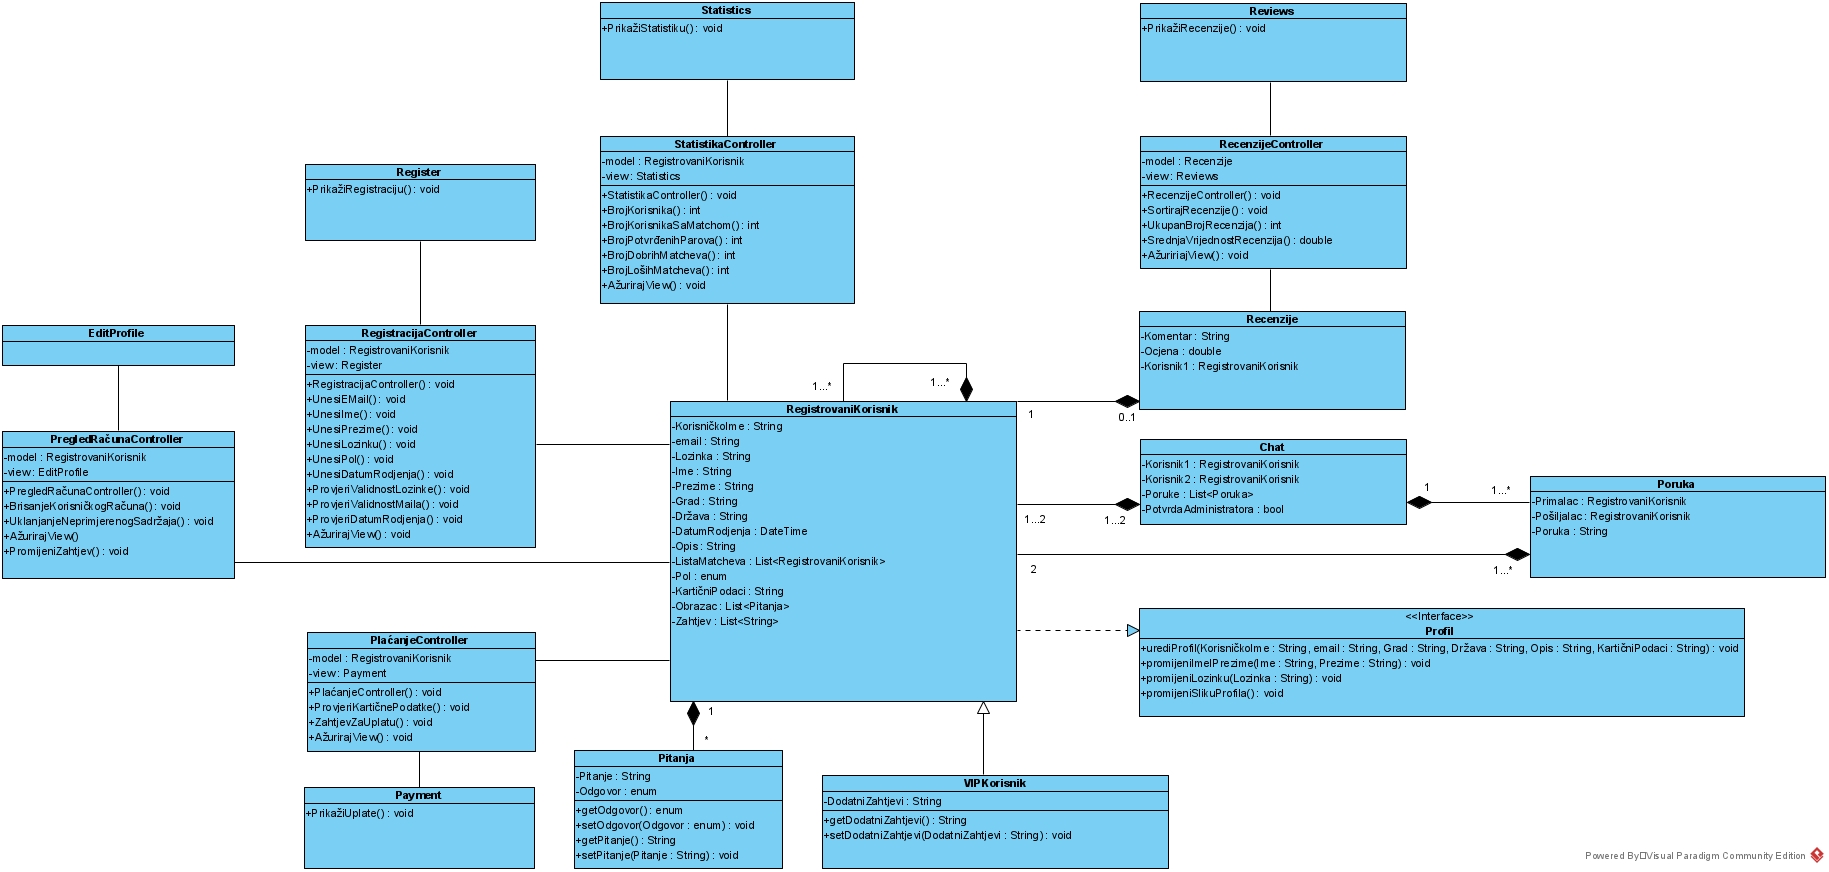 Statistics
+PrikažiStatistiku() : void
Reviews
+PrikažiRecenzije() : void
StatistikaController
-model : RegistrovaniKorisnik
-view : Statistics
+StatistikaController() : void
+BrojKorisnika() : int
+BrojKorisnikaSaMatchom() : int
+BrojPotvrđenihParova() : int
+BrojDobrihMatcheva() : int
+BrojLošihMatcheva() : int
+AžurirajView() : void
RecenzijeController
-model : Recenzije
-view : Reviews
+RecenzijeController() : void
+SortirajRecenzije() : void
+UkupanBrojRecenzija() : int
+SrednjaVrijednostRecenzija() : double
+AžuririajView() : void
Register
+PrikažiRegistraciju() : void
EditProfile
RegistracijaController
-model : RegistrovaniKorisnik
-view : Register
+RegistracijaController() : void
+UnesiEMail() : void
+UnesiIme() : void
+UnesiPrezime() : void
+UnesiLozinku() : void
+UnesiPol() : void
+UnesiDatumRodjenja() : void
+ProvjeriValidnostLozinke() : void
+ProvjeriValidnostMaila() : void
+ProvjeriDatumRodjenja() : void
+AžurirajView() : void
Recenzije
-Komentar : String
-Ocjena : double
-Korisnik1 : RegistrovaniKorisnik
PregledRačunaController
-model : RegistrovaniKorisnik
-view : EditProfile
+PregledRačunaController() : void
+BrisanjeKorisničkogRačuna() : void
+UklanjanjeNeprimjerenogSadržaja() : void
+AžurirajView()
+PromijeniZahtjev() : void
1...*
1...*
1
0..1
RegistrovaniKorisnik
-KorisničkoIme : String
-email : String
-Lozinka : String
-Ime : String
-Prezime : String
-Grad : String
-Država : String
-DatumRodjenja : DateTime
-Opis : String
-ListaMatcheva : List<RegistrovaniKorisnik>
-Pol : enum
-KartičniPodaci : String
-Obrazac : List<Pitanja>
-Zahtjev : List<String>
Chat
-Korisnik1 : RegistrovaniKorisnik
-Korisnik2 : RegistrovaniKorisnik
-Poruke : List<Poruka>
-PotvrdaAdministratora : bool
1...2
1...2
1
1...*
Poruka
-Primalac : RegistrovaniKorisnik
-Pošiljalac : RegistrovaniKorisnik
-Poruka : String
2
1...*
<<Interface>>
Profil
+urediProfil(KorisničkoIme : String, email : String, Grad : String, Država : String, Opis : String, KartičniPodaci : String) : void
+promijeniImeIPrezime(Ime : String, Prezime : String) : void
+promijeniLozinku(Lozinka : String) : void
+promijeniSlikuProfila() : void
PlaćanjeController
-model : RegistrovaniKorisnik
-view : Payment
+PlaćanjeController() : void
+ProvjeriKartičnePodatke() : void
+ZahtjevZaUplatu() : void
+AžurirajView() : void
1
*
Payment
+PrikažiUplate() : void
Pitanja
-Pitanje : String
-Odgovor : enum
+getOdgovor() : enum
+setOdgovor(Odgovor : enum) : void
+getPitanje() : String
+setPitanje(Pitanje : String) : void
VIPKorisnik
-DodatniZahtjevi : String
+getDodatniZahtjevi() : String
+setDodatniZahtjevi(DodatniZahtjevi : String) : void
Powered By Visual Paradigm Community Edition